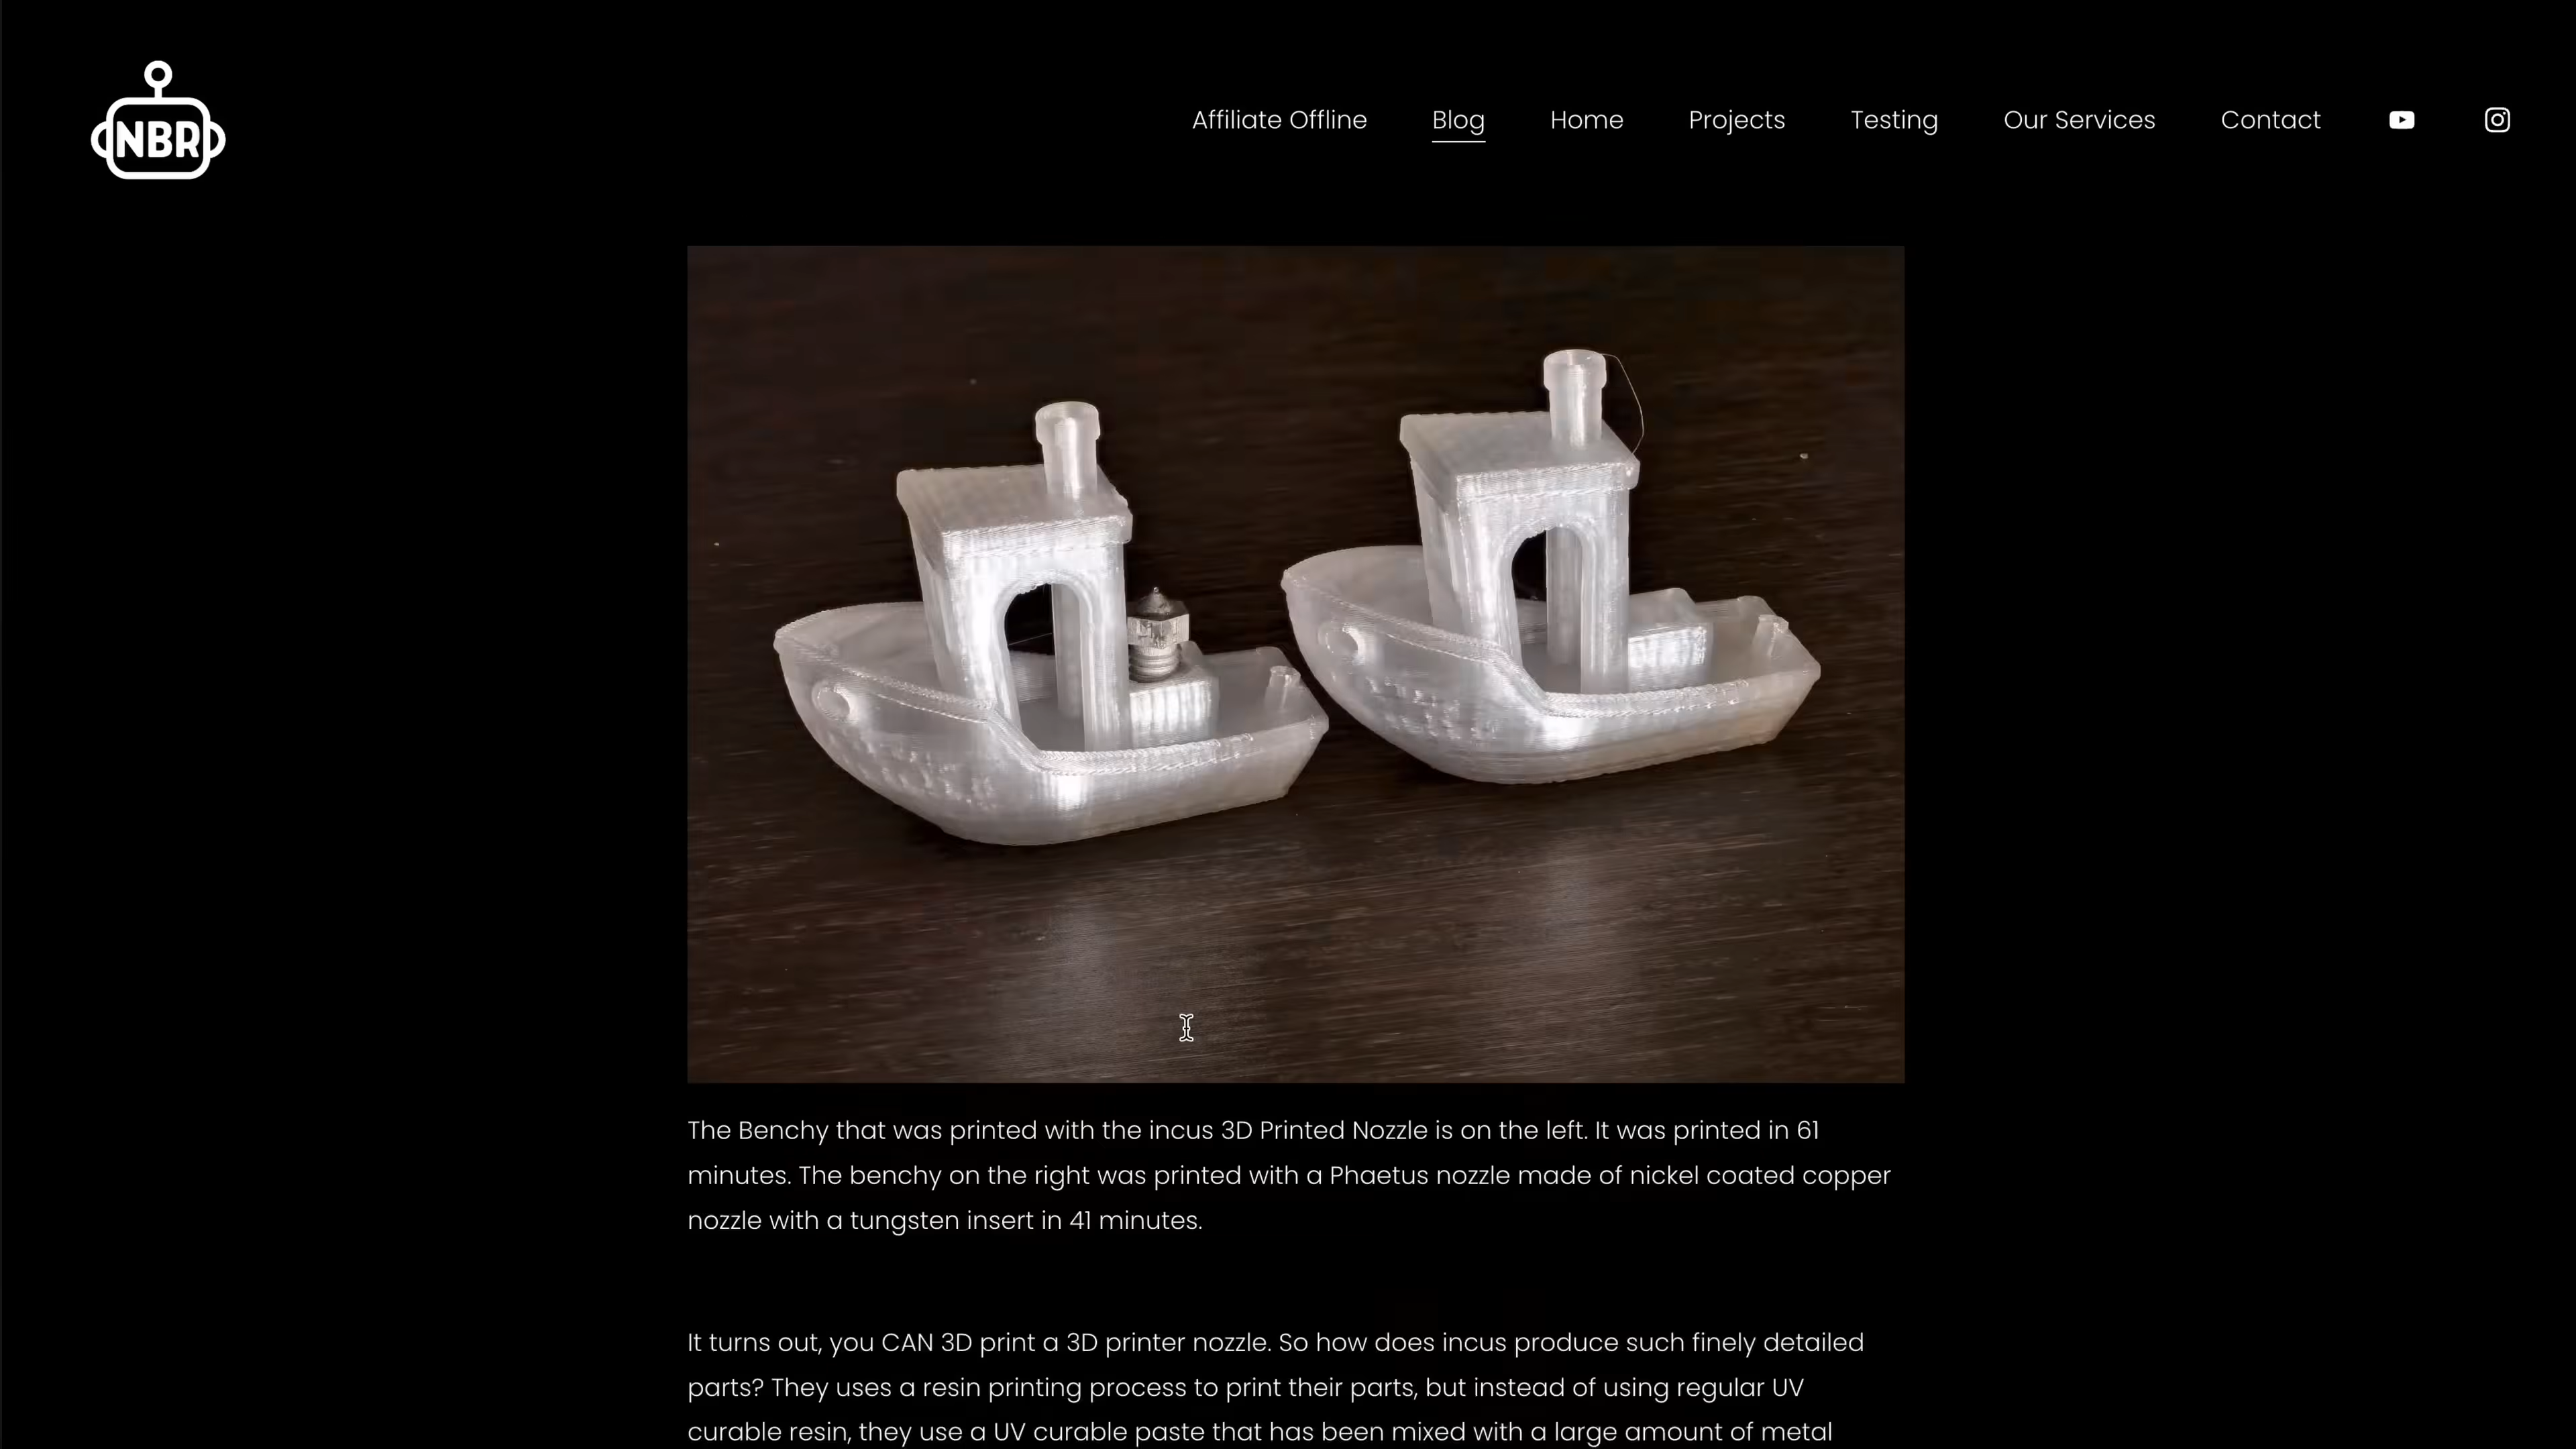 NBR
Affiliate Offline
Blog
Home
Projects
Testing
Our Services
Contact
The Benchy that was printed with the incus 3D Printed Nozzle is on the left. It was printed in 61
minutes. The benchy on the right was printed with a Phaetus nozzle made of nickel coated copper
nozzle with a tungsten insert in 41 minutes.
It turns out, you CAN 3D print a 3D printer nozzle. So how does incus produce such finely detailed
parts? They uses a resin printing process to print their parts, but instead of using regular UV
curable resin, they use a UV curable paste that has been mixed with a large amount of metal